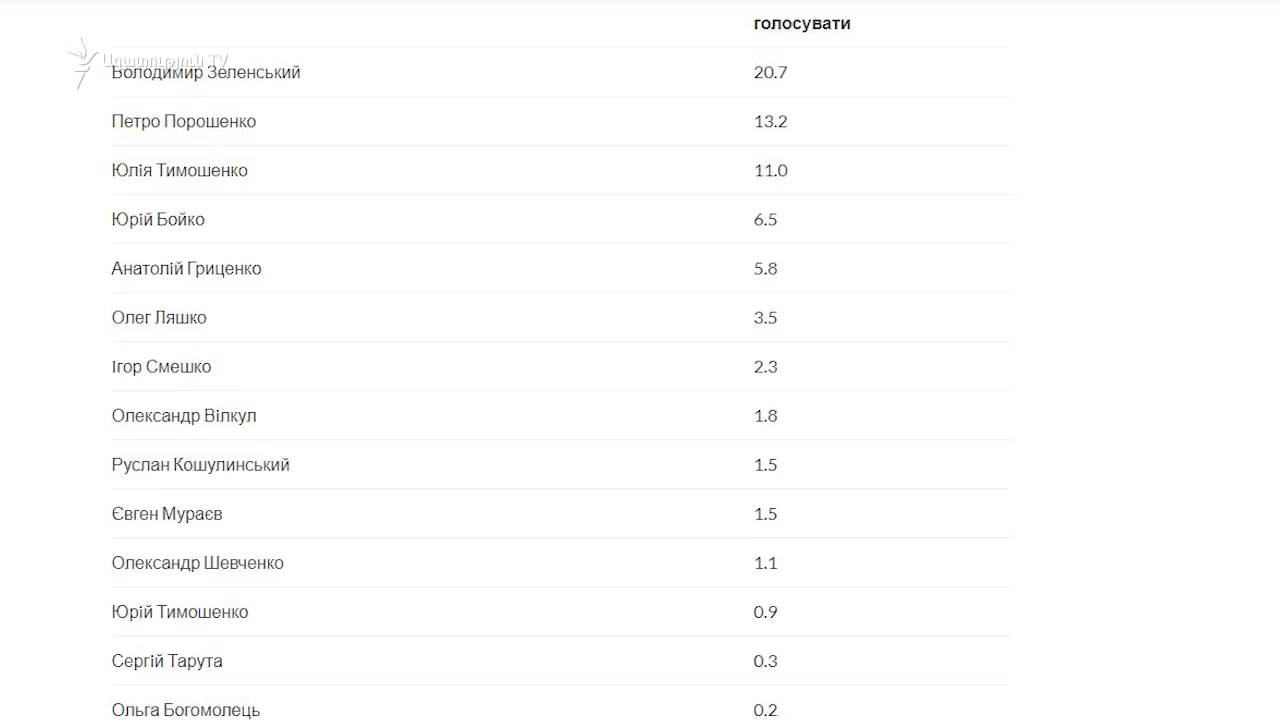 голосувати
Ազատություն TV
Володимир Зеленський 20.7
Петро Порошенко 13.2
Юлія Тимошенко 11.0
Юрій Бойко 6.5
Анатолій Гриценко 5.8
Олег Ляшко 3.5
Ігор Смешко 2.3
Олександр Вілкул 1.8
Руслан Кошулинський 1.5
Євген Мураєв 1.5
Олександр Шевченко 1.1
Юрій Тимошенко 0.9
Сергій Тарута 0.3
Ольга Богомолець 0.2